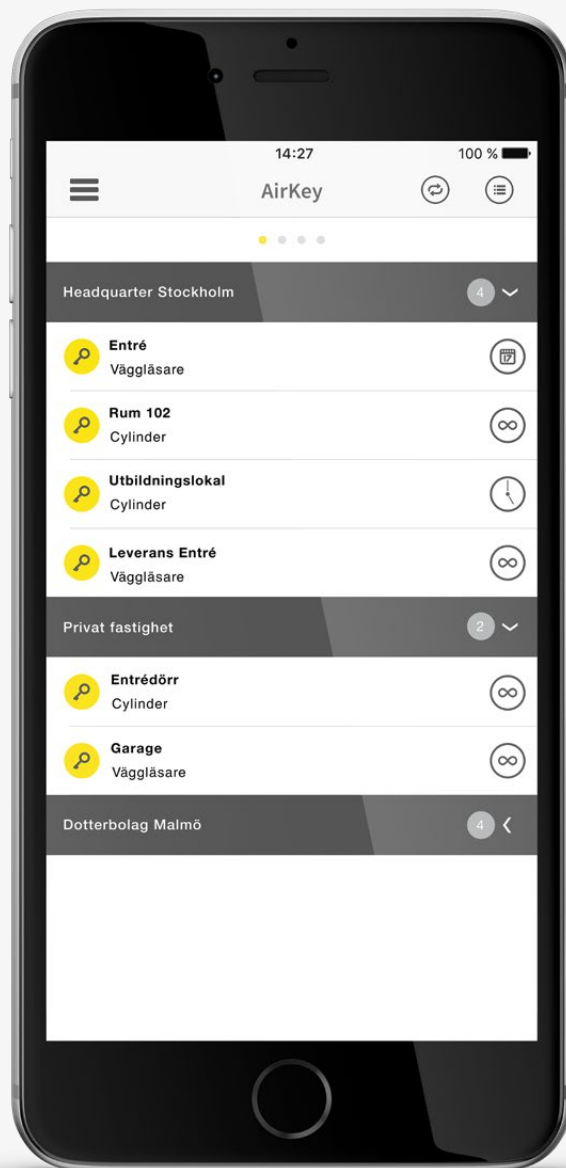 14:27
100 %
AirKey
Headquarter Stockholm
4
Entré
Väggläsare
17
Rum 102
Cylinder
Utbildningslokal
Cylinder
Leverans Entré
Väggläsare
Privat fastighet
2
Entrédörr
Cylinder
Garage
Väggläsare
Dotterbolag Malmö
4